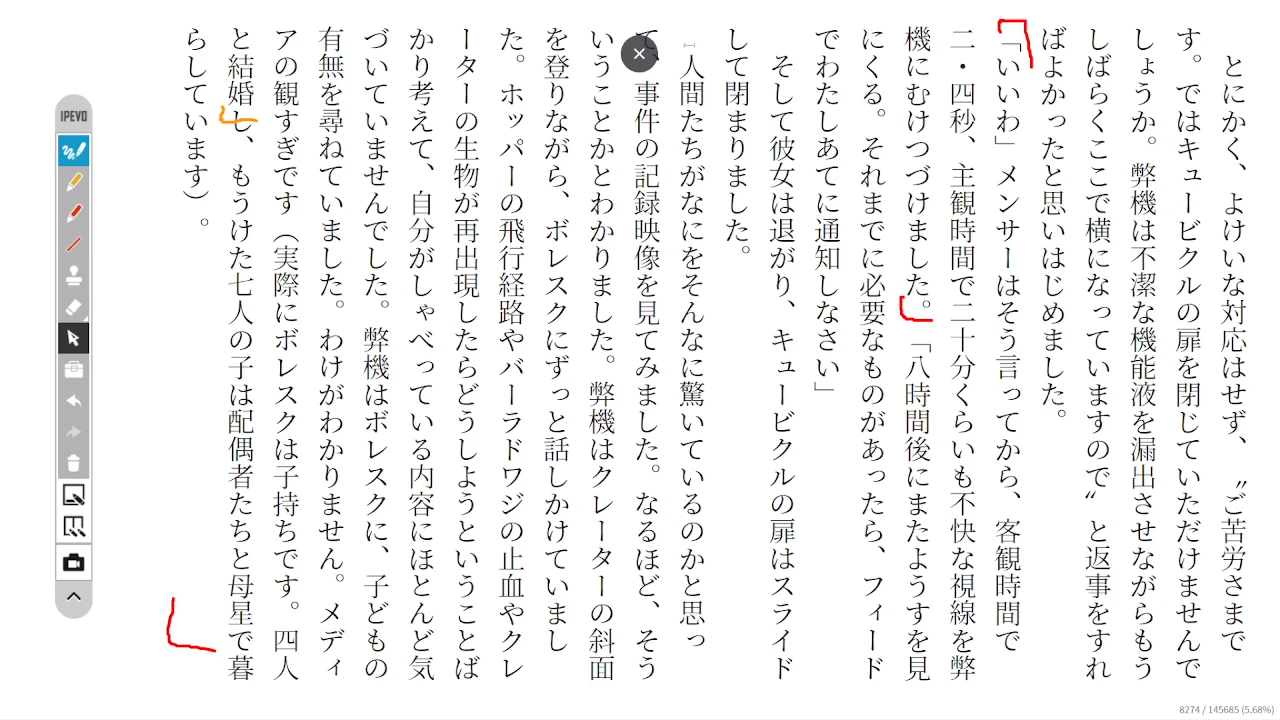 とにかく、よけいな対応はせず、〝ご苦労さまで
す。ではキュービクルの扉を閉じていただけませんで
しょうか。弊機は不潔な機能液を漏出させながらもう
しばらくここで横になっていますので〟と返事をすれ
ばよかったと思いはじめました。
「いいわ」メンサーはそう言ってから、客観時間で
二・四秒、主観時間で二十分くらいも不快な視線を弊
機にむけつづけました。「八時間後にまたようすを見
にくる。それまでに必要なものがあったら、フィード
でわたしあてに通知しなさい」
そして彼女は退がり、キュービクルの扉はスライド
して閉まりました。
人間たちがなにをそんなに驚いているのかと思っ
て、事件の記録映像を見てみました。なるほど、そう
いうことかとわかりました。弊機はクレーターの斜面
を登りながら、ボレスクにずっと話しかけていまし
た。ホッパーの飛行経路やバーラドワジの止血やクレ
ーターの生物が再出現したらどうしようということば
かり考えて、自分がしゃべっている内容にほとんど気
づいていませんでした。弊機はボレスクに、子どもの
有無を尋ねていました。わけがわかりません。メディ
アの観すぎです（実際にボレスクは子持ちです。四人
と結婚し、もうけた七人の子は配偶者たちと母星で暮
らしています）。
IPEVO
8274 / 145685 (5.68%)